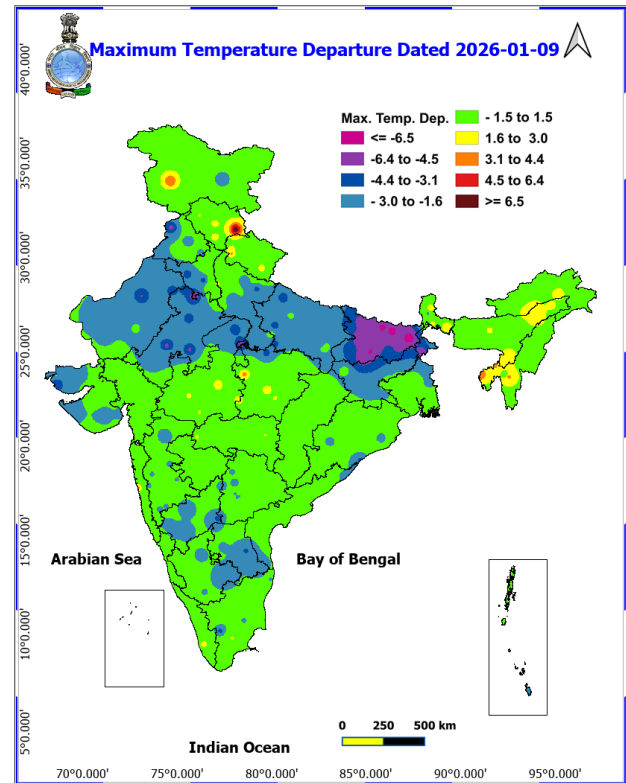 Maximum Temperature Departure Dated 2026-01-09
Max. Temp. Dep.
<= -6.5
-6.4 to -4.5
-4.4 to -3.1
- 3.0 to -1.6
- 1.5 to 1.5
1.6 to 3.0
3.1 to 4.4
4.5 to 6.4
>= 6.5
40°0.000'
35°0.000'
30°0.000'
25°0.000'
20°0.000'
15°0.000'
10°0.000'
5°0.000'
Arabian Sea
Bay of Bengal
Indian Ocean
0 250 500 km
70°0.000' 75°0.000' 80°0.000' 85°0.000' 90°0.000' 95°0.000'